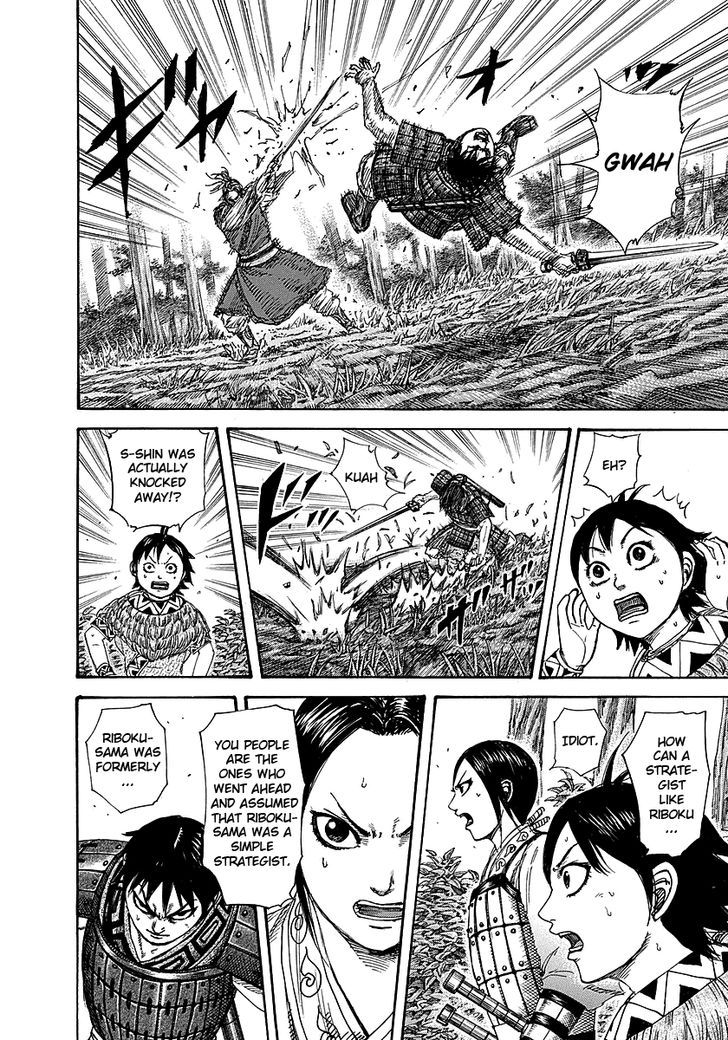 GWAH
EH?
KUAH
S-SHIN WAS
ACTUALLY
KNOCKED
AWAY!?
HOW CAN
A STRATE-
GIST LIKE
RIBOKU
...
IDIOT.
YOU PEOPLE
ARE THE
ONES WHO
WENT AHEAD
AND ASSUMED
THAT RIBOKU-
SAMA WAS A
SIMPLE
STRATEGIST.
RIBOKU-
SAMA WAS
FORMERLY
...